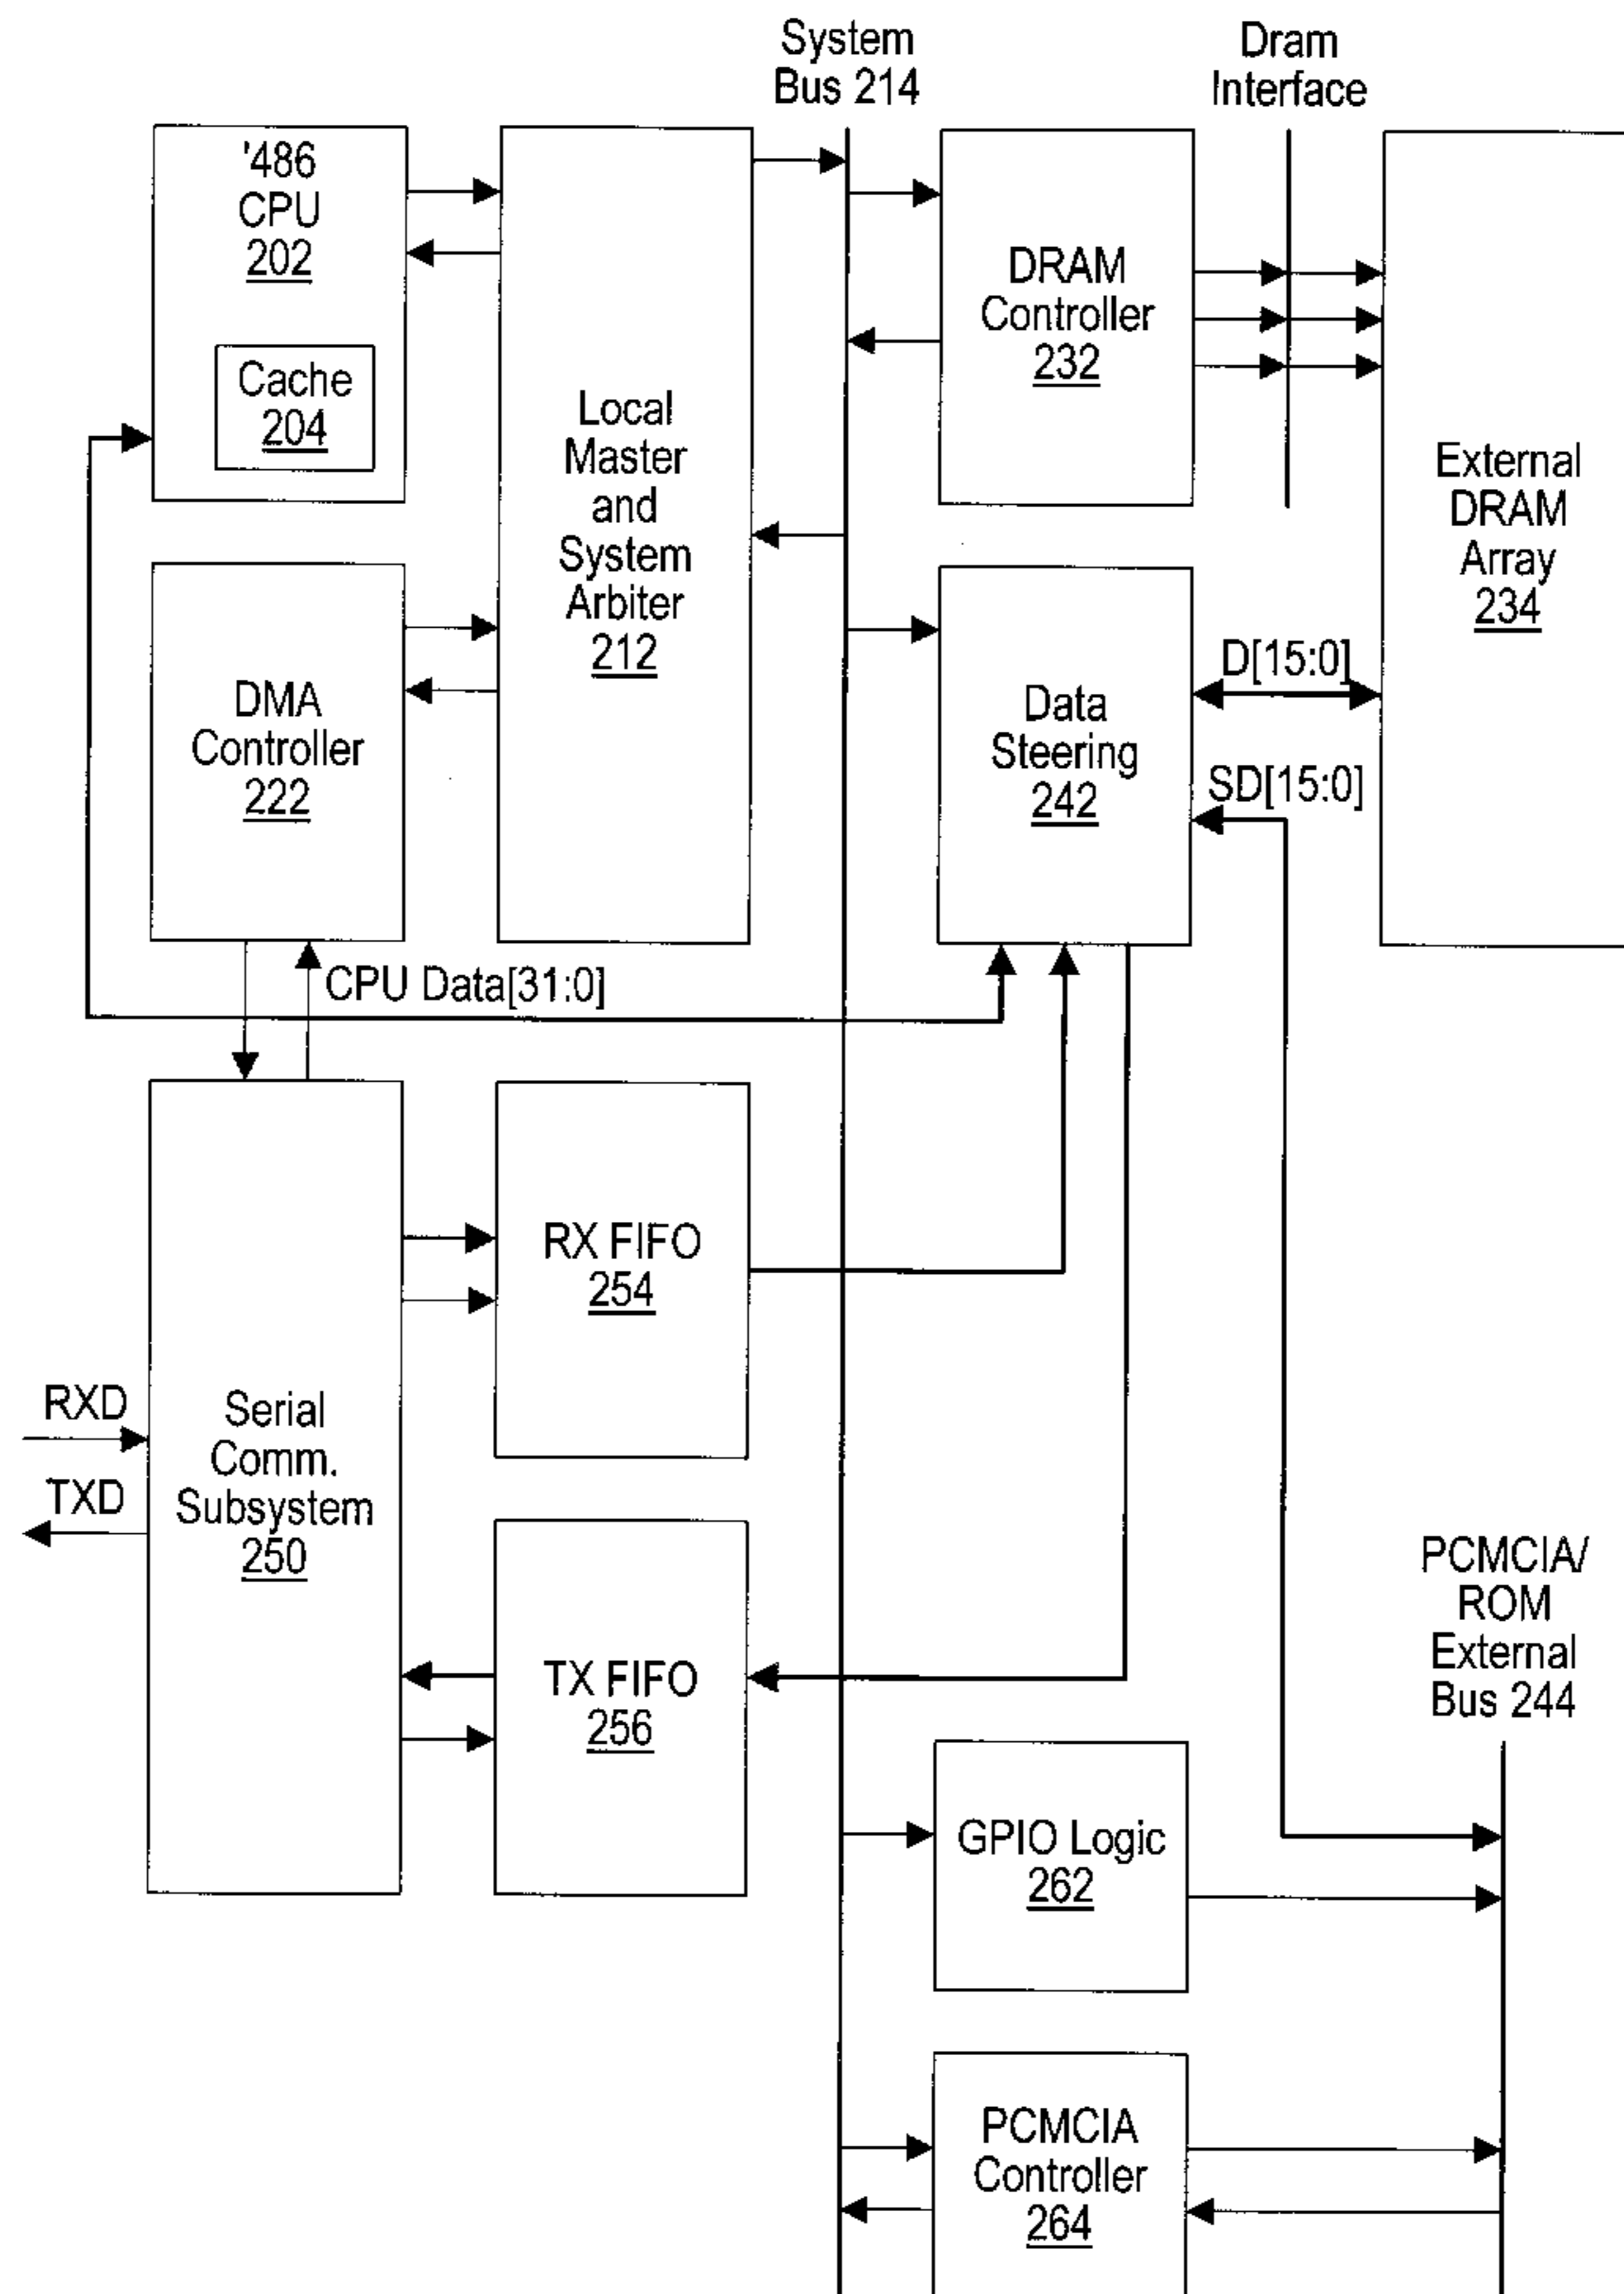 System
Bus 214
Dram
Interface
'486
CPU
202
Cache
204
Local
Master
and
System
Arbiter
212
DRAM
Controller
232
External
DRAM
Array
234
DMA
Controller
222
Data
Steering
242
D[15:0]
SD[15:0]
CPU Data[31:0]
RX FIFO
254
RXD
TXD
Serial
Comm.
Subsystem
250
TX FIFO
256
PCMCIA/
ROM
External
Bus 244
GPIO Logic
262
PCMCIA
Controller
264